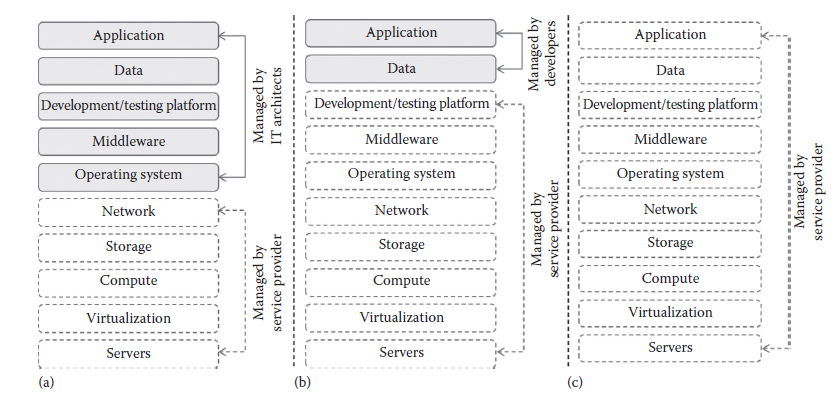 Application
Data
Development/testing platform
Middleware
Operating system
Network
Storage
Compute
Virtualization
Servers
Managed by
IT architects
Managed by
service provider
(a)
Application
Data
Development/testing platform
Middleware
Operating system
Network
Storage
Compute
Virtualization
Servers
Managed by
developers
Managed by
service provider
(b)
Application
Data
Development/testing platform
Middleware
Operating system
Network
Storage
Compute
Virtualization
Servers
Managed by
service provider
(c)